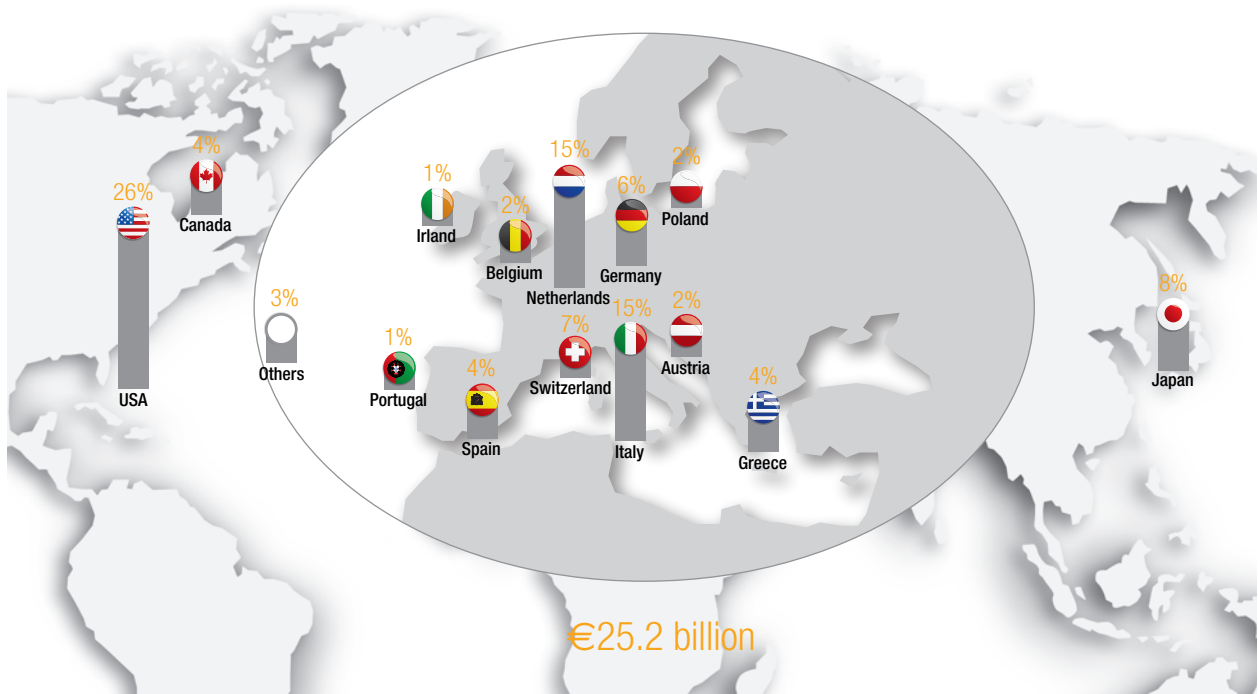 4%
Canada
26%
USA
3%
Others
1%
Irland
2%
Belgium
15%
Netherlands
6%
Germany
2%
Poland
1%
Portugal
4%
Spain
7%
Switzerland
15%
Italy
2%
Austria
4%
Greece
8%
Japan
€25.2 billion